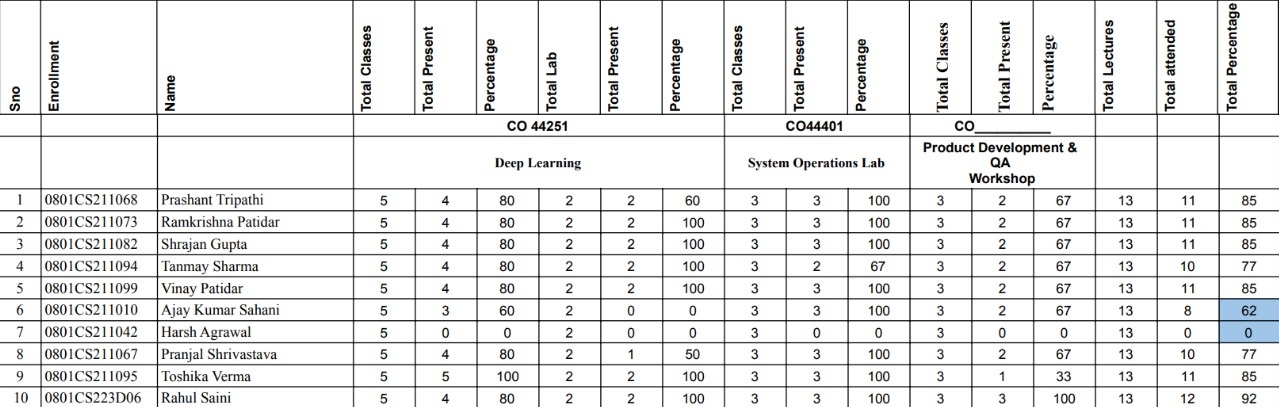 Sno Enrollment Name Total Classes Total Present Percentage Total Lab Total Present Percentage Total Classes Total Present Percentage Total Classes Total Present Percentage Total Lectures Total attended Total Percentage
CO 44251 CO44401 CO__________
Deep Learning System Operations Lab Product Development &
QA
Workshop
1 0801CS211068 Prashant Tripathi 5 4 80 2 2 60 3 3 100 3 2 67 13 11 85
2 0801CS211073 Ramkrishna Patidar 5 4 80 2 2 100 3 3 100 3 2 67 13 11 85
3 0801CS211082 Shrajan Gupta 5 4 80 2 2 100 3 3 100 3 2 67 13 11 85
4 0801CS211094 Tanmay Sharma 5 4 80 2 2 100 3 2 67 3 2 67 13 10 77
5 0801CS211099 Vinay Patidar 5 4 80 2 2 100 3 3 100 3 2 67 13 11 85
6 0801CS211010 Ajay Kumar Sahani 5 3 60 2 0 0 3 3 100 3 2 67 13 8 62
7 0801CS211042 Harsh Agrawal 5 0 0 2 0 0 3 0 0 3 0 0 13 0 0
8 0801CS211067 Pranjal Shrivastava 5 4 80 2 1 50 3 3 100 3 2 67 13 10 77
9 0801CS211095 Toshika Verma 5 5 100 2 2 100 3 3 100 3 1 33 13 11 85
10 0801CS223D06 Rahul Saini 5 4 80 2 2 100 3 3 100 3 3 100 13 12 92